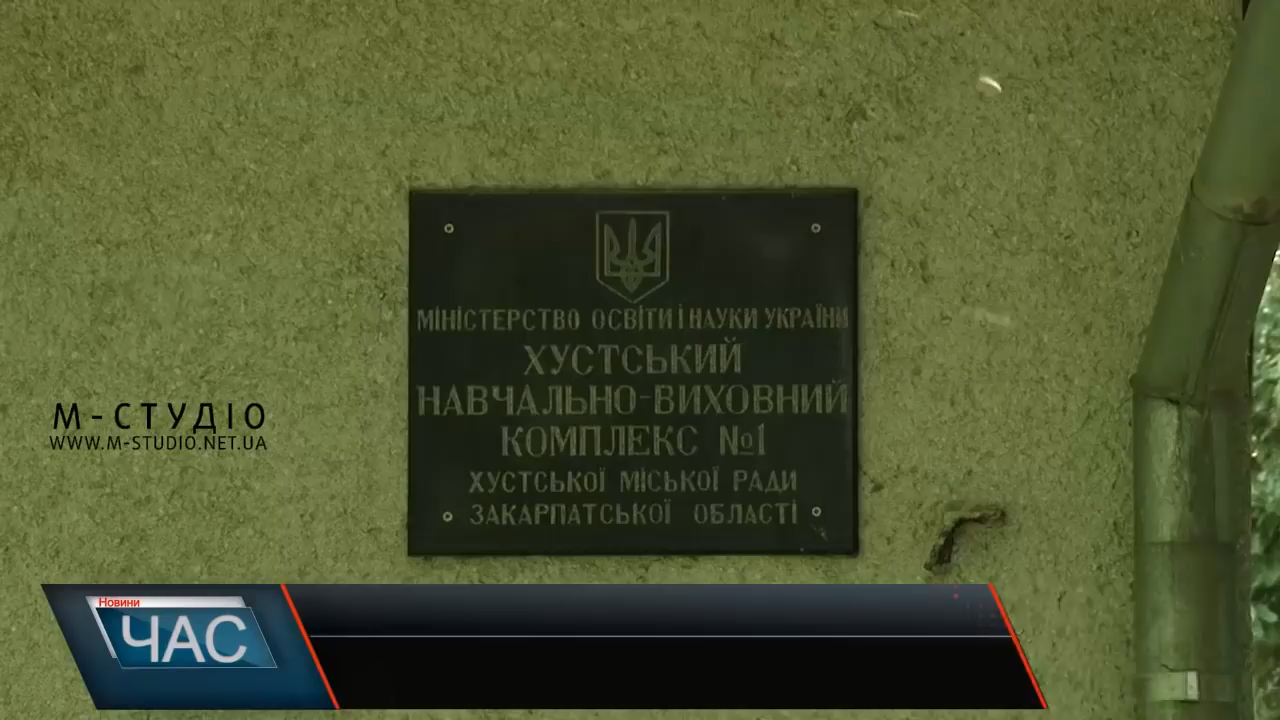 МІНІСТЕРСТВО ОСВІТИ І НАУКИ УКРАЇНИ
ХУСТСЬКИЙ
НАВЧАЛЬНО-ВИХОВНИЙ
КОМПЛЕКС №1
ХУСТСЬКОЇ МІСЬКОЇ РАДИ
ЗАКАРПАТСЬКОЇ ОБЛАСТІ
М-СТУДІО
WWW.M-STUDIO.NET.UA
Новини
ЧАС